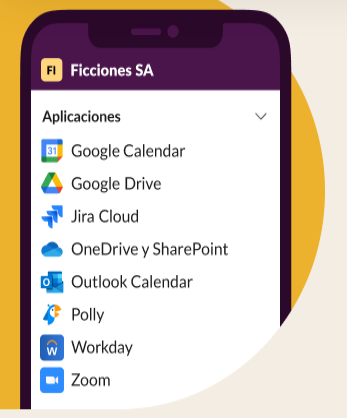 FI Ficciones SA
Aplicaciones
31 Google Calendar
Google Drive
Jira Cloud
OneDrive y SharePoint
O Outlook Calendar
Polly
W Workday
Zoom